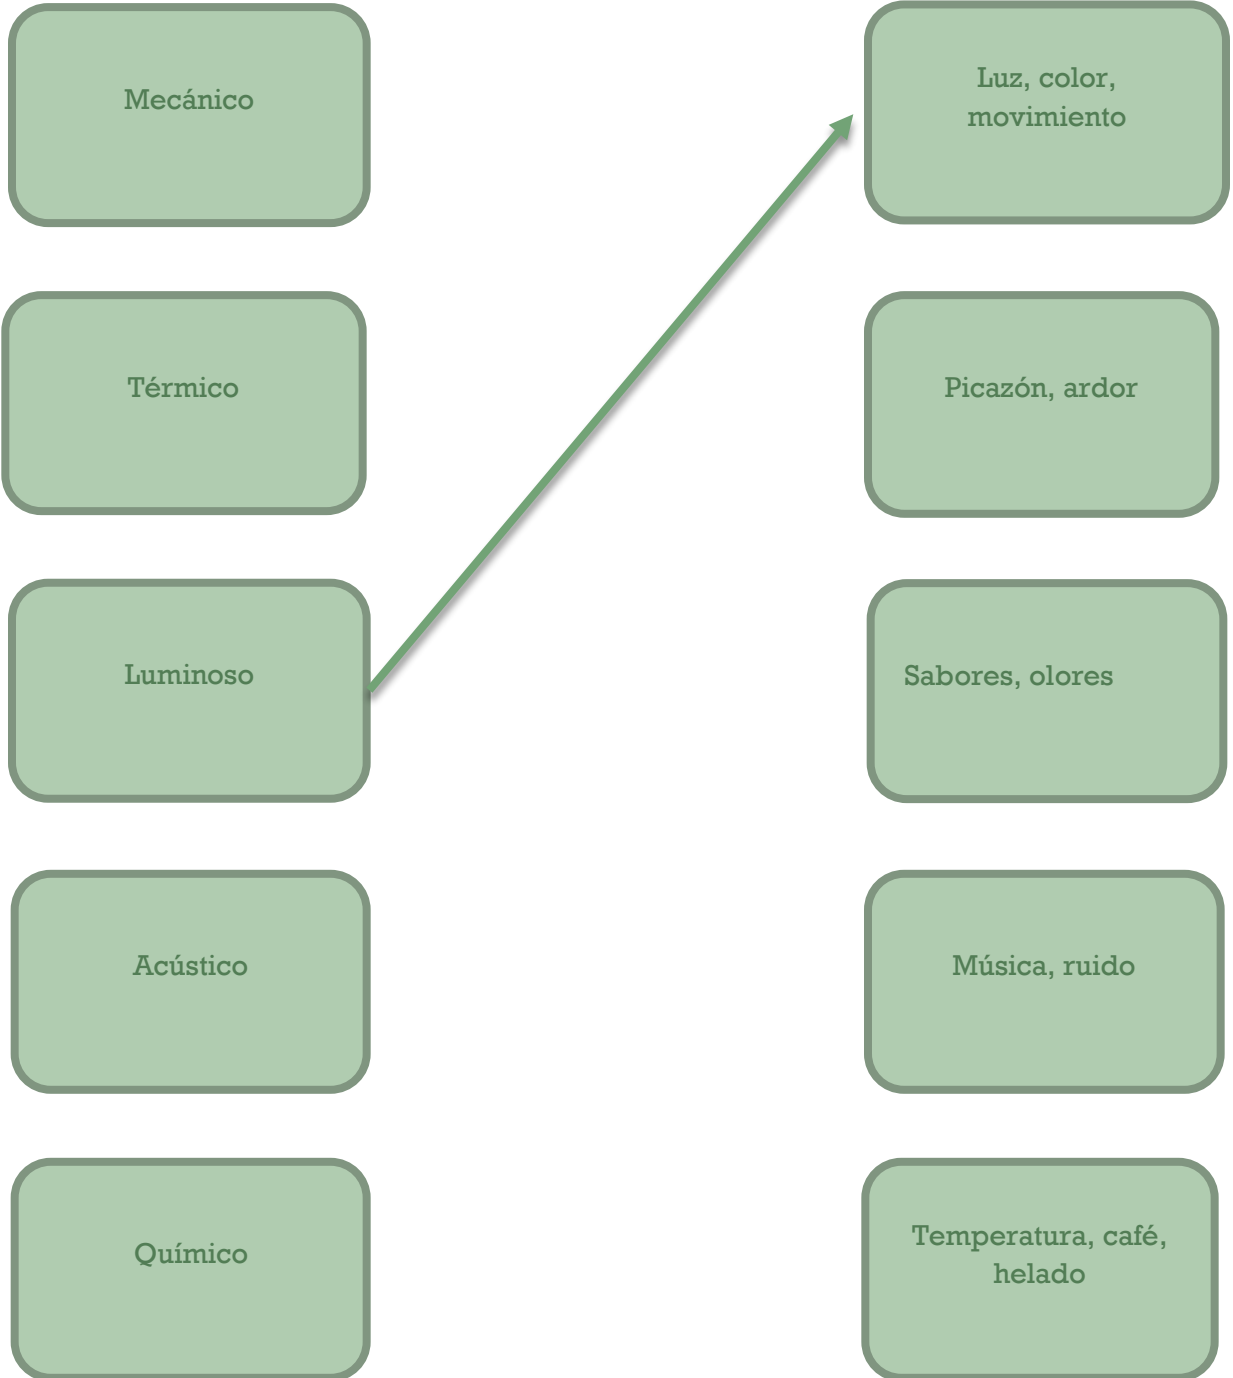 Mecánico
Luz, color,
movimiento
Térmico
Picazón, ardor
Luminoso
Sabores, olores
Acústico
Música, ruido
Químico
Temperatura, café,
helado